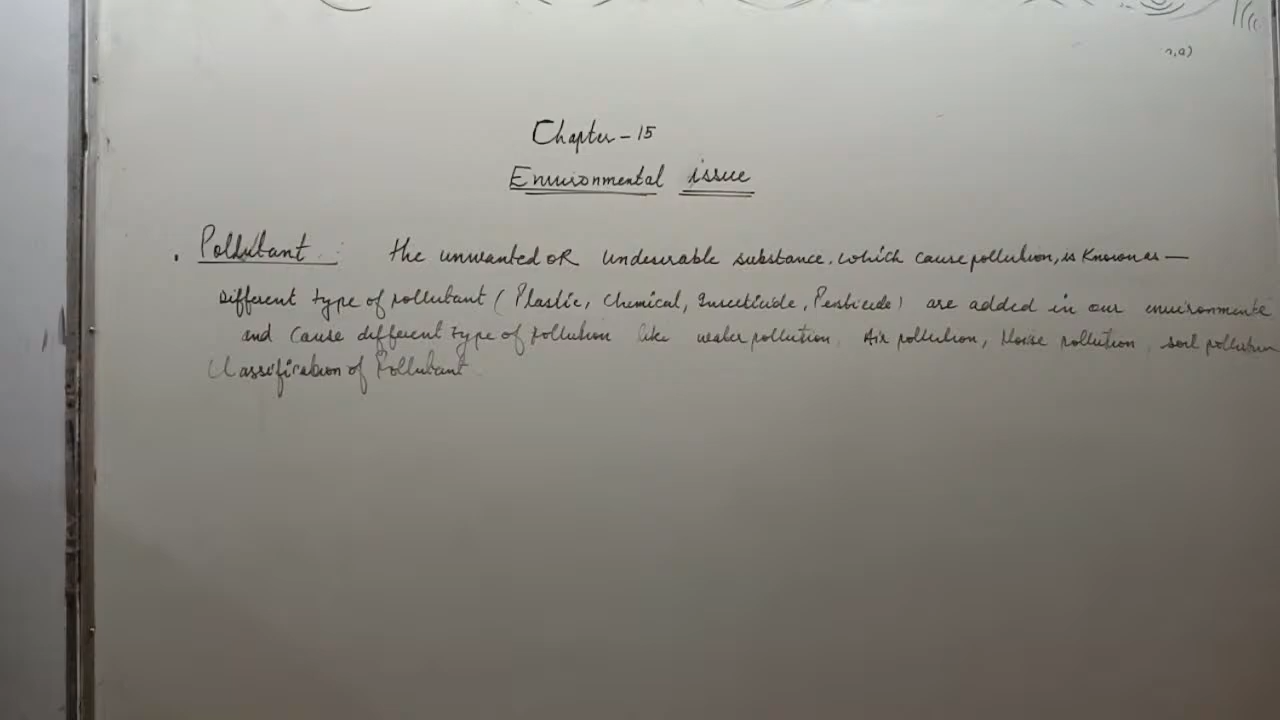 Chapter - 15
Environmental issue
. Pollutant : the unwanted OR undesirable substance, which cause pollution, is Known as —
Different type of pollutant ( Plastic, Chemical, Insecticide, Pesticide ) are added in our environmente
and cause different type of pollution like water pollution, Air pollution, Noise pollution, soil pollution
Classification of Pollutant